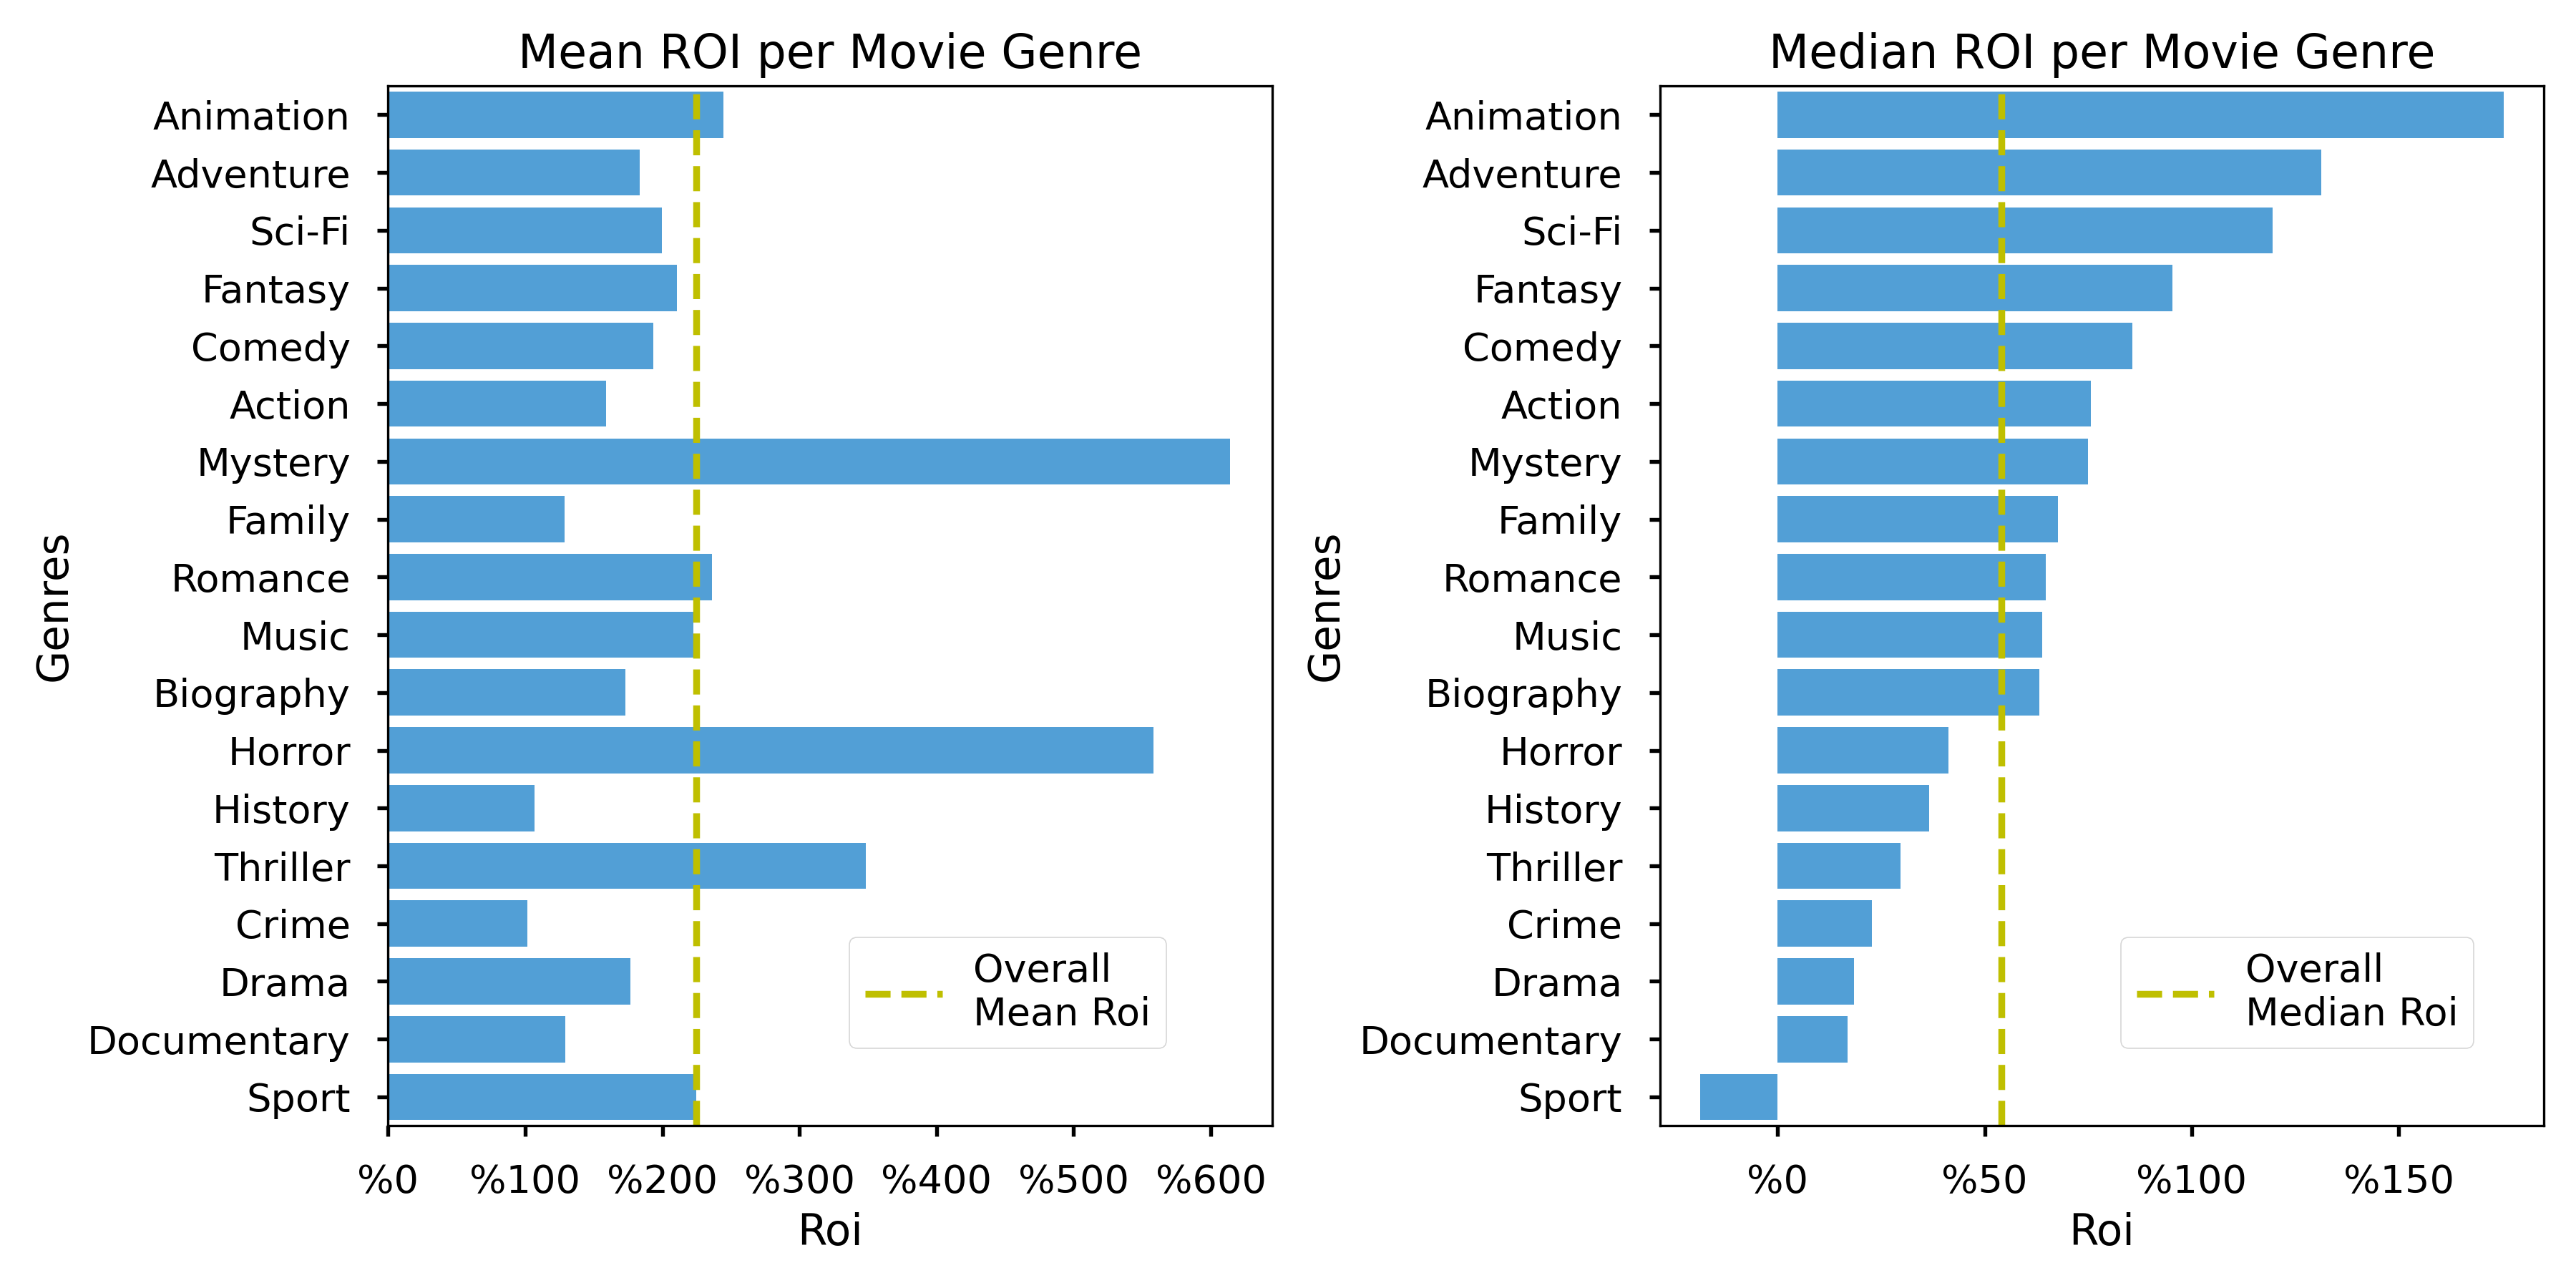 Mean ROI per Movie Genre
Animation
Adventure
Sci-Fi
Fantasy
Comedy
Action
Mystery
Family
Romance
Music
Biography
Horror
History
Thriller
Crime
Drama
Documentary
Sport
Genres
%0 %100 %200 %300 %400 %500 %600
Roi
Overall
Mean Roi
Median ROI per Movie Genre
Animation
Adventure
Sci-Fi
Fantasy
Comedy
Action
Mystery
Family
Romance
Music
Biography
Horror
History
Thriller
Crime
Drama
Documentary
Sport
Genres
%0 %50 %100 %150
Roi
Overall
Median Roi